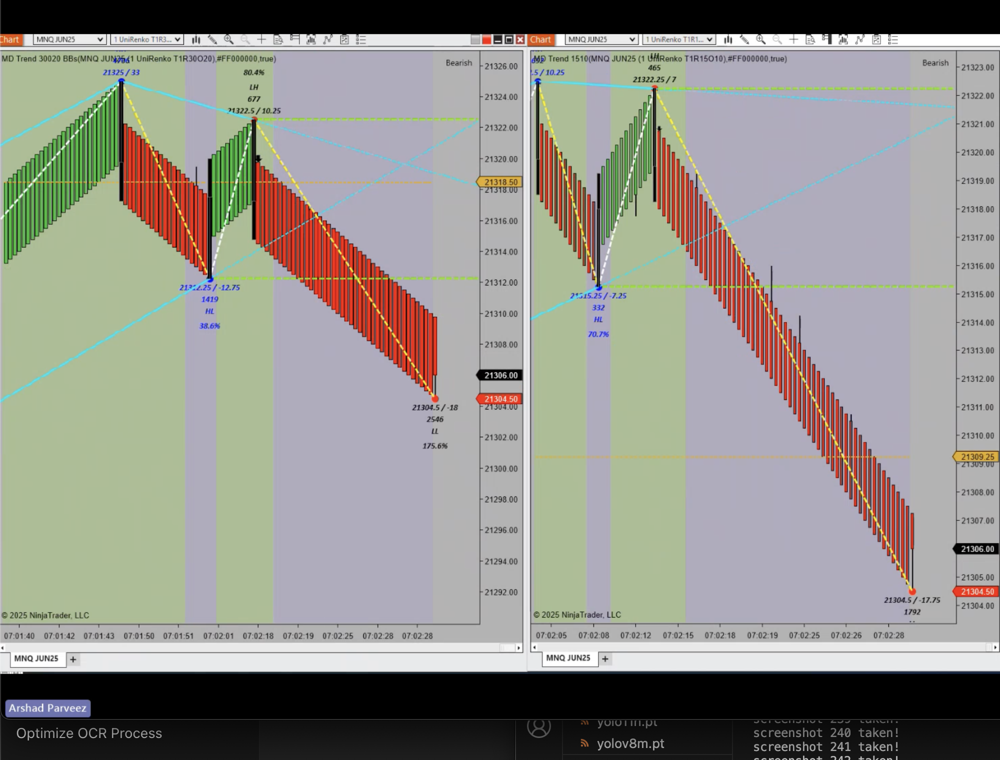 Chart
MNQ JUN25
1 UniRenko T1R3...
MD Trend 30020 BBs(MNQ JUN25 (1 UniRenko T1R30O20),#FF000000,true)
Bearish
21325 / 33
80.4%
LH
677
21322.5 / 10.25
21312.25 / -12.75
1419
HL
38.6%
21304.5 / -18
2546
LL
175.6%
21326.00
21324.00
21322.00
21320.00
21318.50
21318.00
21316.00
21314.00
21312.00
21310.00
21308.00
21306.00
21304.50
21304.00
21302.00
21300.00
21298.00
21296.00
21294.00
21292.00
© 2025 NinjaTrader, LLC
07:01:40 07:01:42 07:01:43 07:01:50 07:01:51 07:02:01 07:02:18 07:02:19 07:02:25 07:02:28 07:02:28
MNQ JUN25 +
Chart
MNQ JUN25
1 UniRenko T1R1...
MD Trend 1510(MNQ JUN25 (1 UniRenko T1R15O10),#FF000000,true)
Bearish
.5 / 10.25
LH
465
21322.25 / 7
21315.25 / -7.25
332
HL
70.7%
21304.5 / -17.75
1792
21323.00
21322.00
21321.00
21320.00
21319.00
21318.00
21317.00
21316.00
21315.00
21314.00
21313.00
21312.00
21311.00
21310.00
21309.25
21309.00
21308.00
21307.00
21306.00
21305.00
21304.50
21304.00
© 2025 NinjaTrader, LLC
07:02:05 07:02:08 07:02:12 07:02:15 07:02:18 07:02:19 07:02:25 07:02:26 07:02:28
MNQ JUN25 +
Arshad Parveez
Optimize OCR Process
yolo11n.pt
yolov8m.pt
screenshot 239 taken!
screenshot 240 taken!
screenshot 241 taken!
screenshot 242 taken!